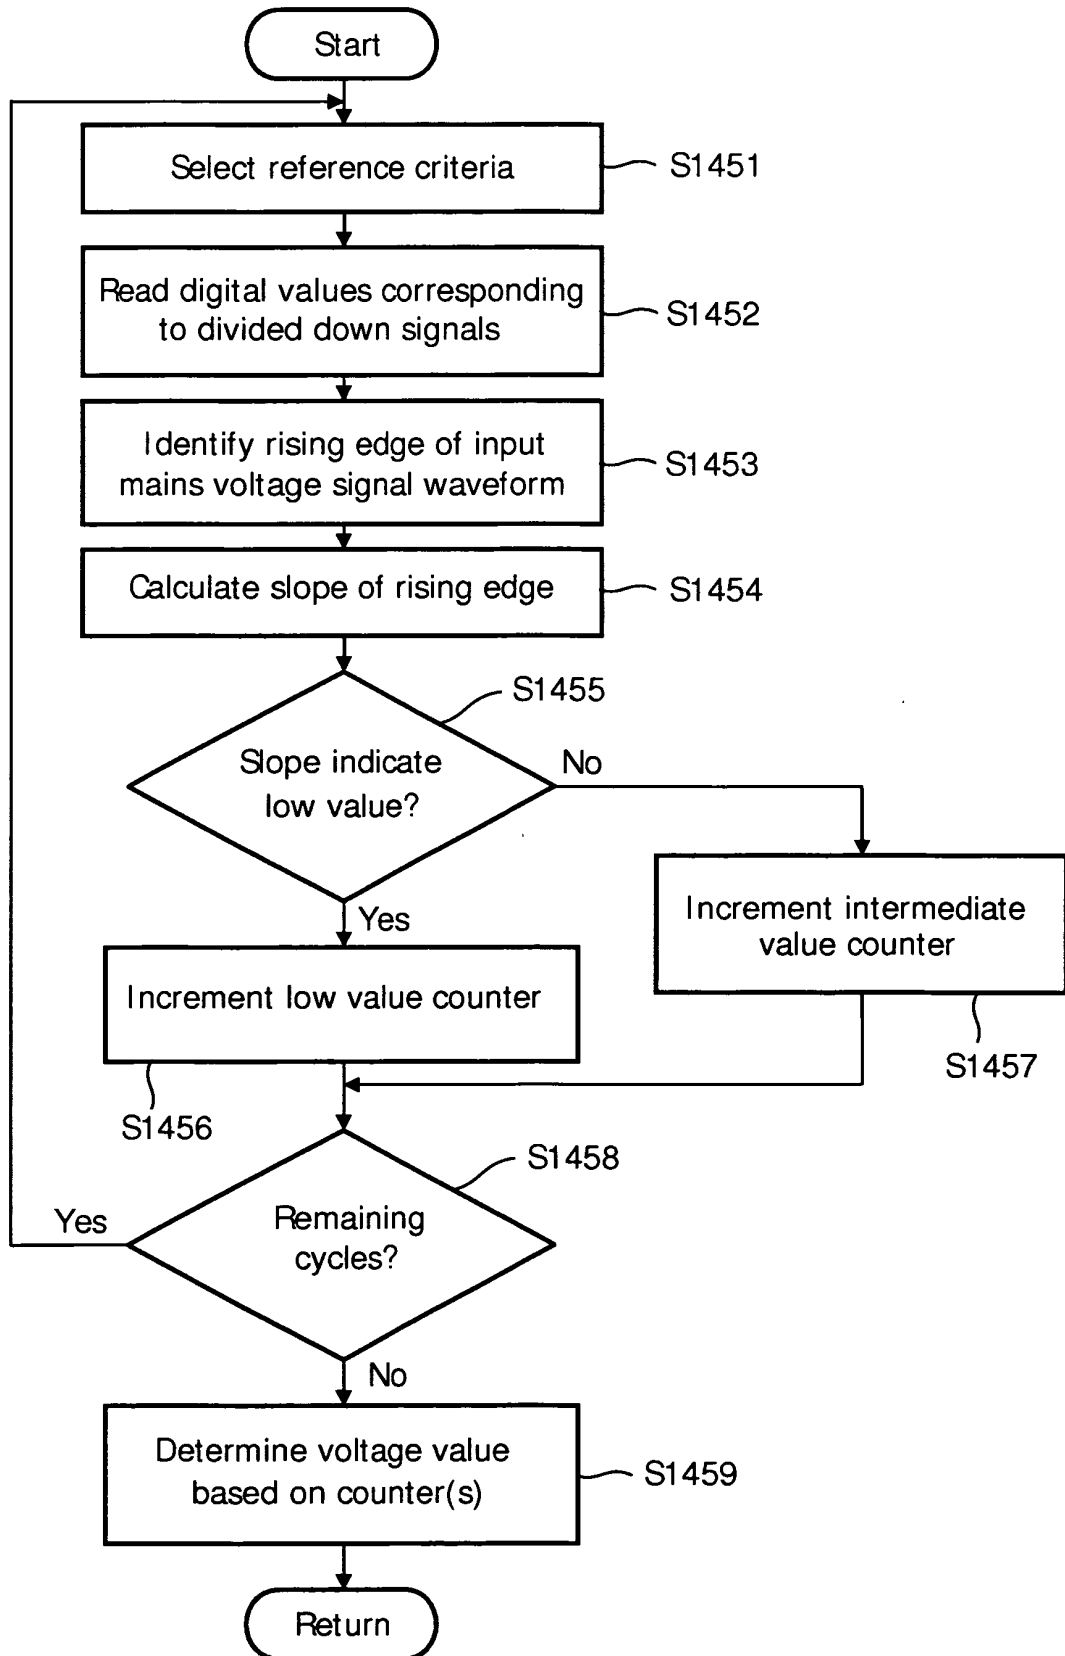 Start
Select reference criteria
S1451
Read digital values corresponding
to divided down signals
S1452
Identify rising edge of input
mains voltage signal waveform
S1453
Calculate slope of rising edge
S1454
S1455
Slope indicate
low value?
No
Yes
Increment intermediate
value counter
S1457
Increment low value counter
S1456
S1458
Remaining
cycles?
Yes
No
Determine voltage value
based on counter(s)
S1459
Return